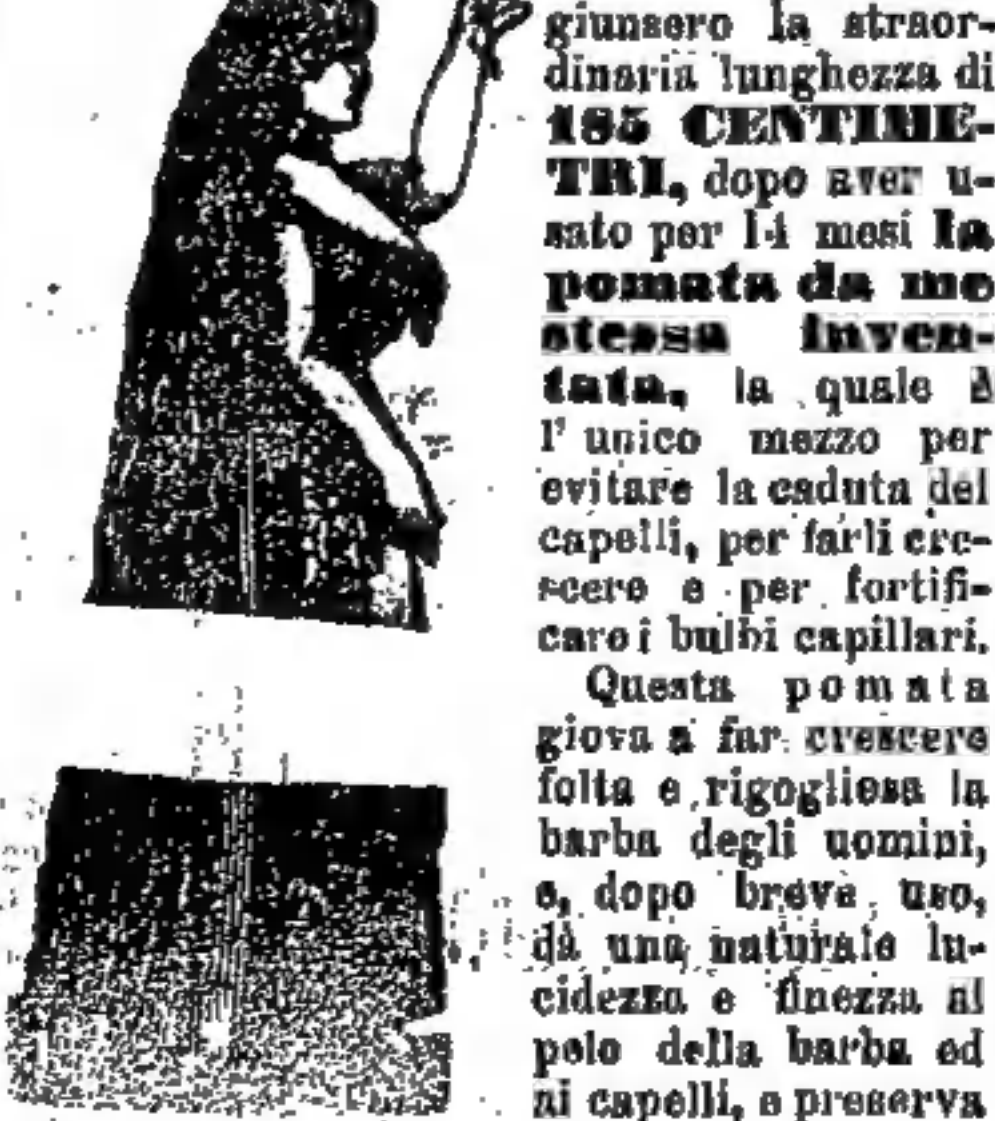 giunsero la straor-
dinaria lunghezza di
185 CENTIME-
TRI, dopo aver u-
sato per 14 mesi la
pomata da me
stessa inven-
tata, la quale è
l' unico mezzo per
evitare la caduta dei
capelli, per farli cre-
scere e per fortifi-
care i bulbi capillari.
Questa pomata
giova a far crescere
folta e rigogliosa la
barba degli uomini,
e, dopo breve uso,
dà una naturale lu-
cidezza e finezza al
pelo della barba ed
ai capelli, e preserva